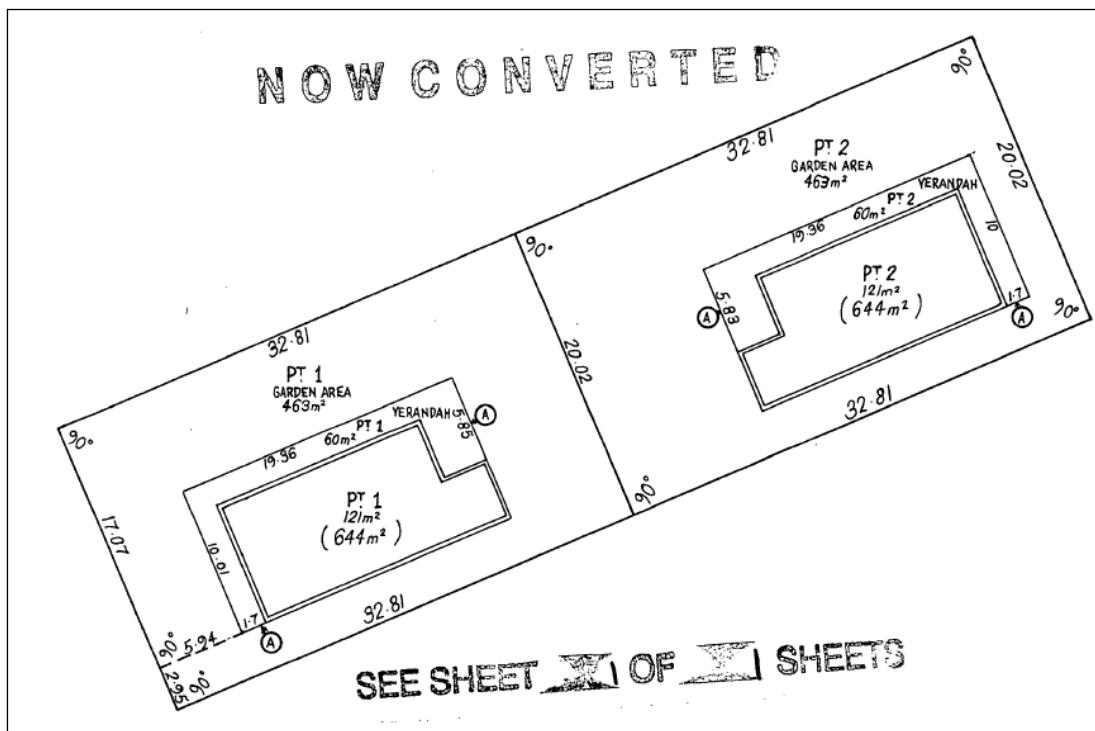 NOW CONVERTED
90°
32.81
PT 2
GARDEN AREA
463m²
20.02
VERANDAH
PT 2
60m²
19.36
10
90°
PT 2
121m²
(644m²)
5.83
A
1.7
A
90°
32.81
32.81
20.02
90°
PT 1
GARDEN AREA
463m²
90°
VERANDAH
PT 1
60m²
5.85
A
19.36
PT 1
121m²
(644m²)
17.07
10.01
32.81
1.7
A
5.94
90°
90°
2.95
SEE SHEET OF SHEETS